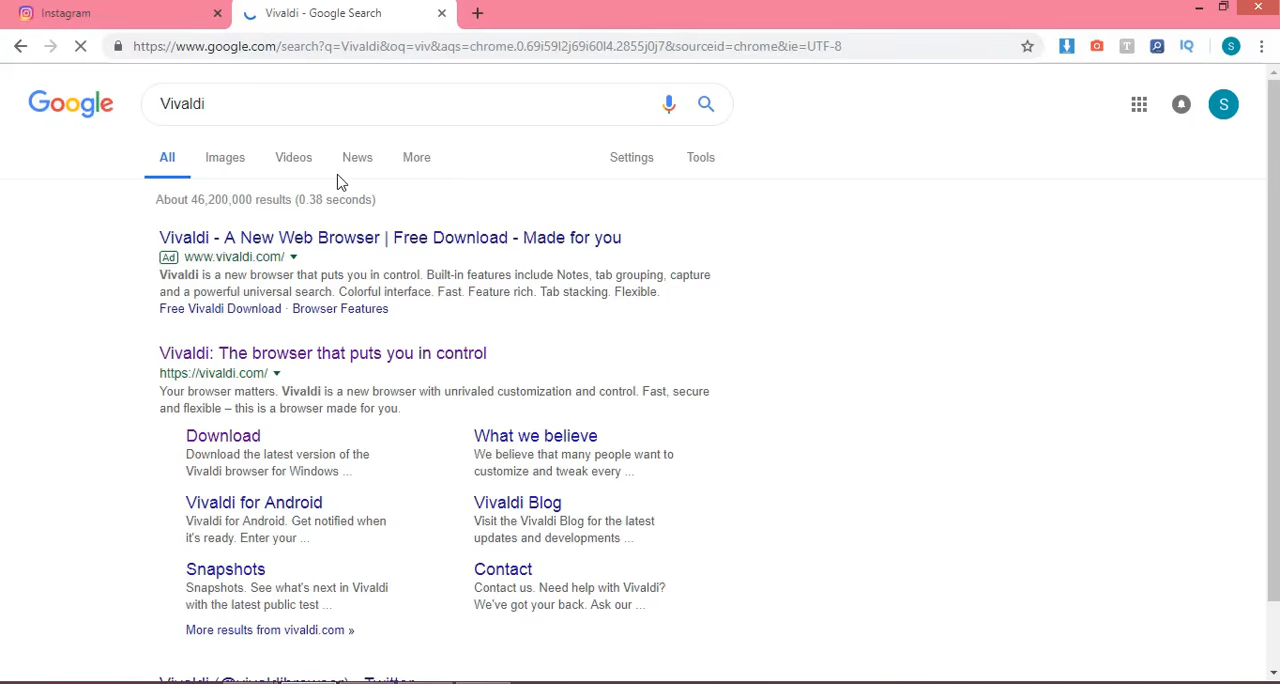 Instagram
Vivaldi - Google Search
https://www.google.com/search?q=Vivaldi&oq=viv&aqs=chrome.0.69i59l2j69i60l4.2855j0j7&sourceid=chrome&ie=UTF-8
T
IQ
S
Google
Vivaldi
S
All Images Videos News More Settings Tools
About 46,200,000 results (0.38 seconds)
Vivaldi - A New Web Browser | Free Download - Made for you
Ad www.vivaldi.com/
Vivaldi is a new browser that puts you in control. Built-in features include Notes, tab grouping, capture
and a powerful universal search. Colorful interface. Fast. Feature rich. Tab stacking. Flexible.
Free Vivaldi Download · Browser Features
Vivaldi: The browser that puts you in control
https://vivaldi.com/
Your browser matters. Vivaldi is a new browser with unrivaled customization and control. Fast, secure
and flexible – this is a browser made for you.
Download
Download the latest version of the
Vivaldi browser for Windows ...
What we believe
We believe that many people want to
customize and tweak every ...
Vivaldi for Android
Vivaldi for Android. Get notified when
it's ready. Enter your ...
Vivaldi Blog
Visit the Vivaldi Blog for the latest
updates and developments ...
Snapshots
Snapshots. See what's next in Vivaldi
with the latest public test ...
Contact
Contact us. Need help with Vivaldi?
We've got your back. Ask our ...
More results from vivaldi.com »
Vivaldi (@vivaldibrowser) - Twitter